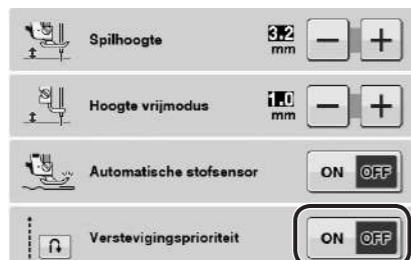 Spilhoogte 3.2 mm
Hoogte vrijmodus 1.0 mm
Automatische stofsensor ON OFF
Verstevigingsprioriteit ON OFF